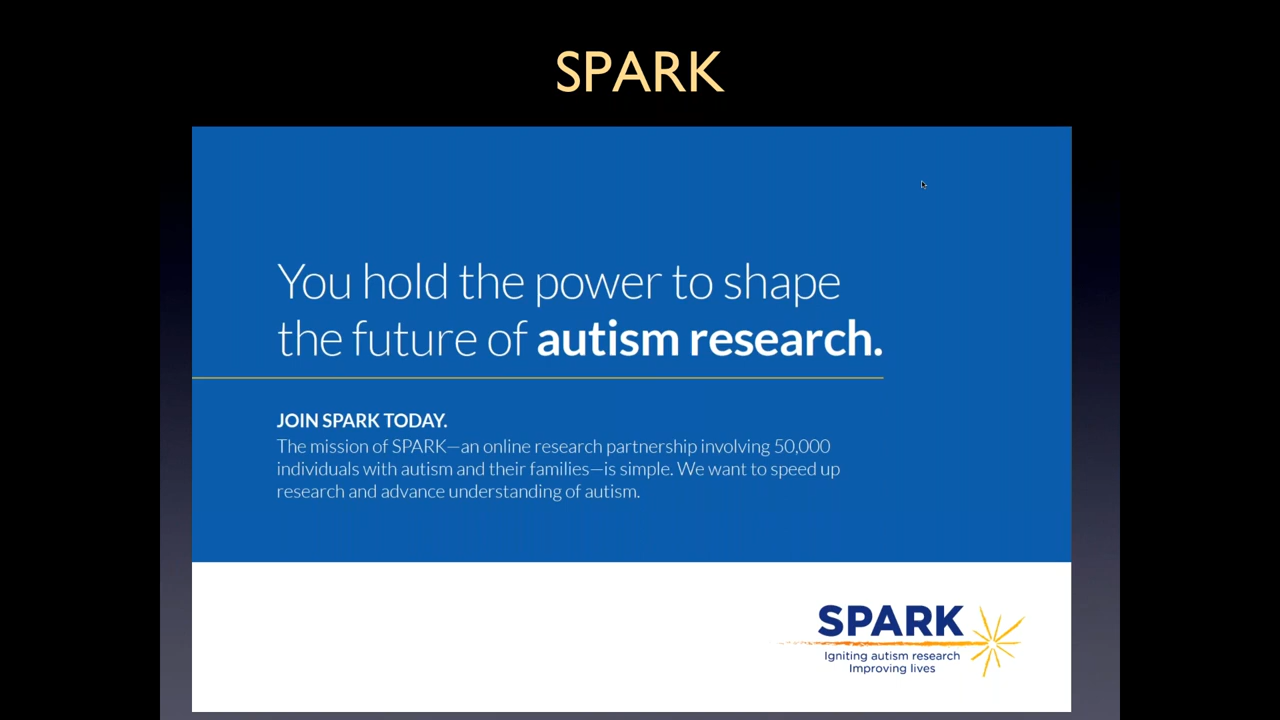 SPARK
You hold the power to shape
the future of autism research.
JOIN SPARK TODAY.
The mission of SPARK—an online research partnership involving 50,000
individuals with autism and their families—is simple. We want to speed up
research and advance understanding of autism.
SPARK
Igniting autism research
Improving lives